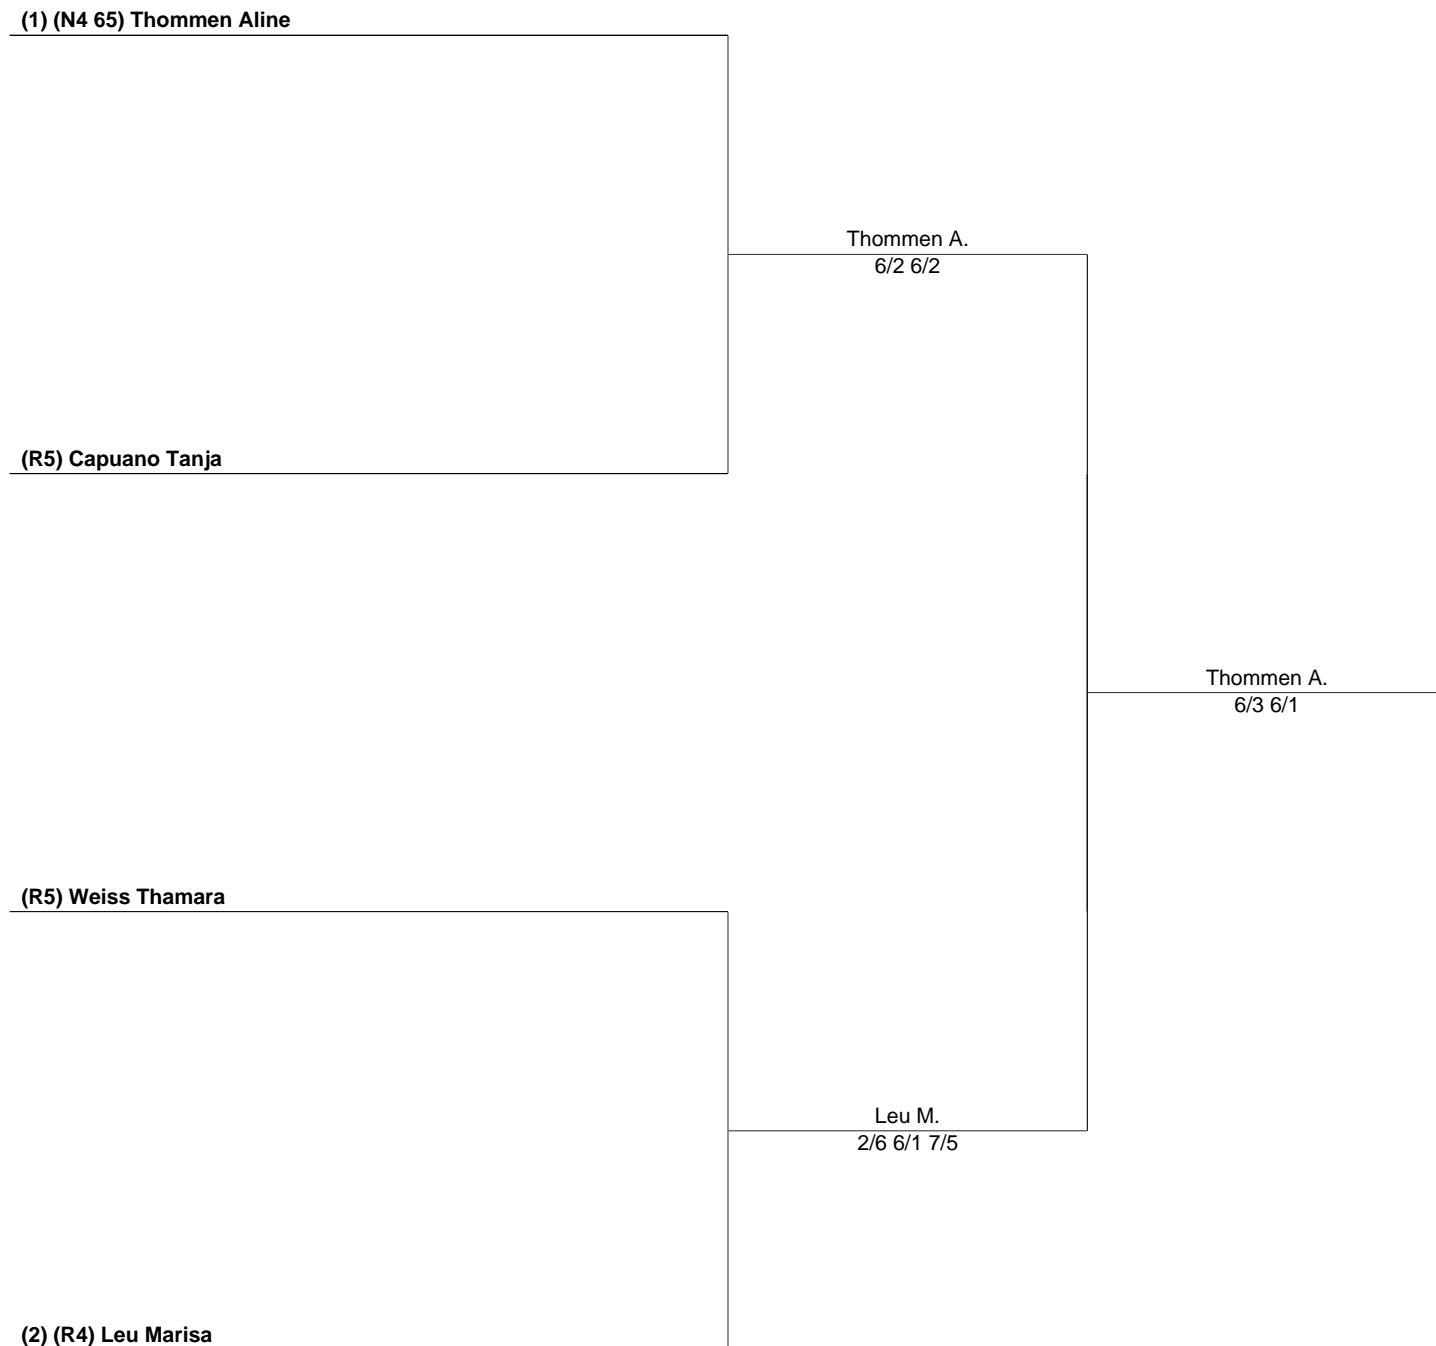 (1) (N4 65) Thommen Aline
Thommen A.
6/2 6/2
(R5) Capuano Tanja
Thommen A.
6/3 6/1
(R5) Weiss Thamara
Leu M.
2/6 6/1 7/5
(2) (R4) Leu Marisa